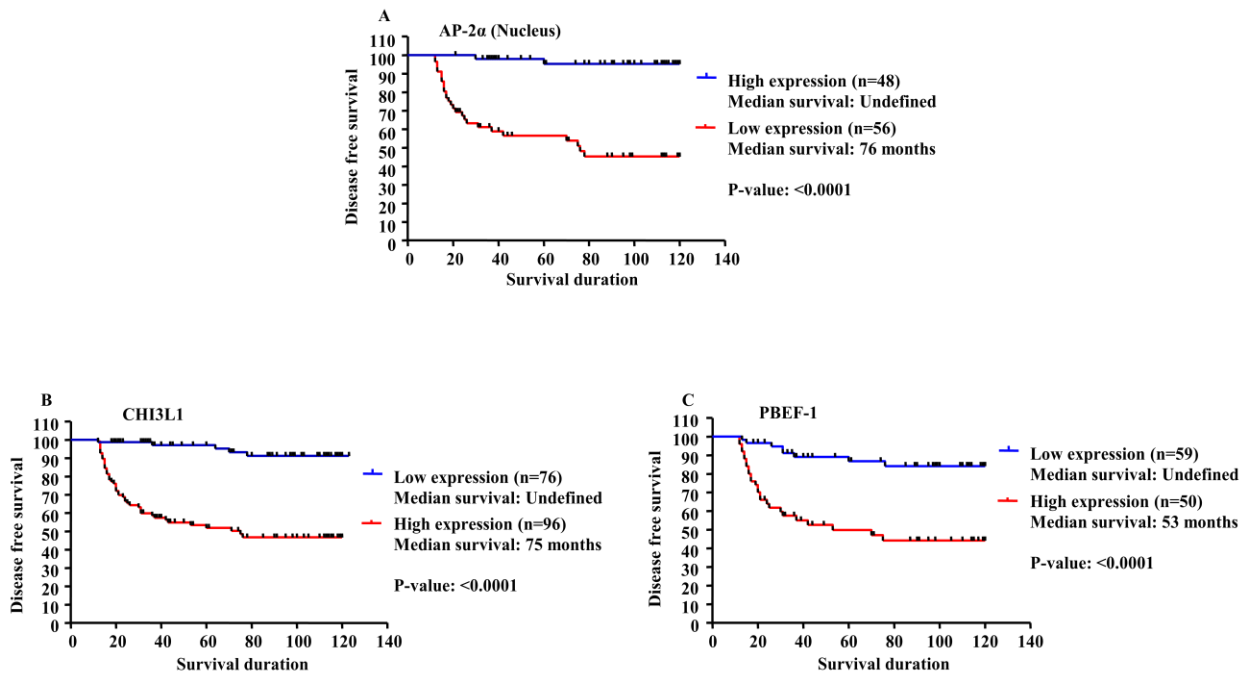 A
AP-2α (Nucleus)
110
100
90
80
70
60
50
40
30
20
10
0
Disease free survival
0 20 40 60 80 100 120 140
Survival duration
High expression (n=48)
Median survival: Undefined
Low expression (n=56)
Median survival: 76 months
P-value: <0.0001
B
CHI3L1
110
100
90
80
70
60
50
40
30
20
10
0
Disease free survival
0 20 40 60 80 100 120 140
Survival duration
Low expression (n=76)
Median survival: Undefined
High expression (n=96)
Median survival: 75 months
P-value: <0.0001
C
PBEF-1
110
100
90
80
70
60
50
40
30
20
10
0
Disease free survival
0 20 40 60 80 100 120 140
Survival duration
Low expression (n=59)
Median survival: Undefined
High expression (n=50)
Median survival: 53 months
P-value: <0.0001